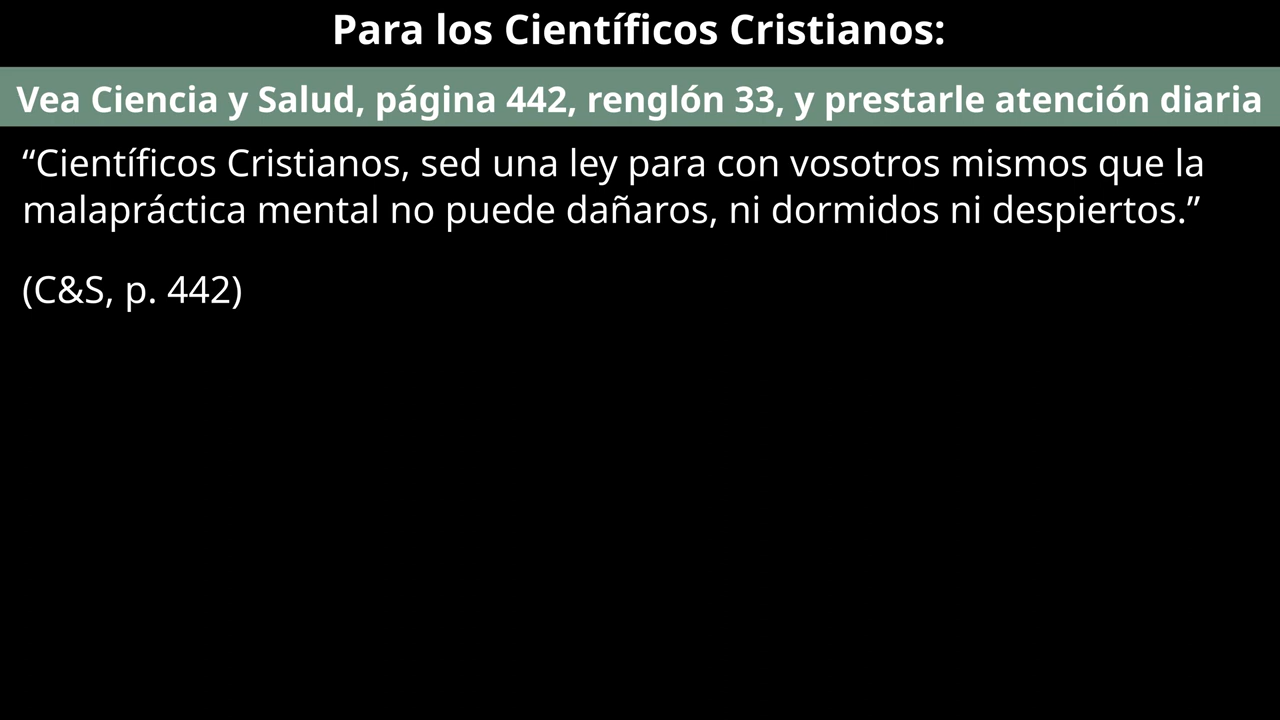 Para los Científicos Cristianos:
Vea Ciencia y Salud, página 442, renglón 33, y prestarle atención diaria
“Científicos Cristianos, sed una ley para con vosotros mismos que la
malapráctica mental no puede dañaros, ni dormidos ni despiertos.”
(C&S, p. 442)